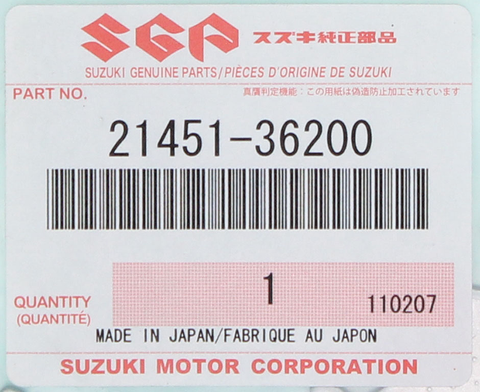 SGP スズキ純正部品
SUZUKI GENUINE PARTS/PIÈCES D'ORIGINE DE SUZUKI
PART NO. 真贋判定機能:この用紙は偽造防止加工されています
21451-36200
1
QUANTITY
(QUANTITÉ) 110207
MADE IN JAPAN/FABRIQUE AU JAPON
SUZUKI MOTOR CORPORATION